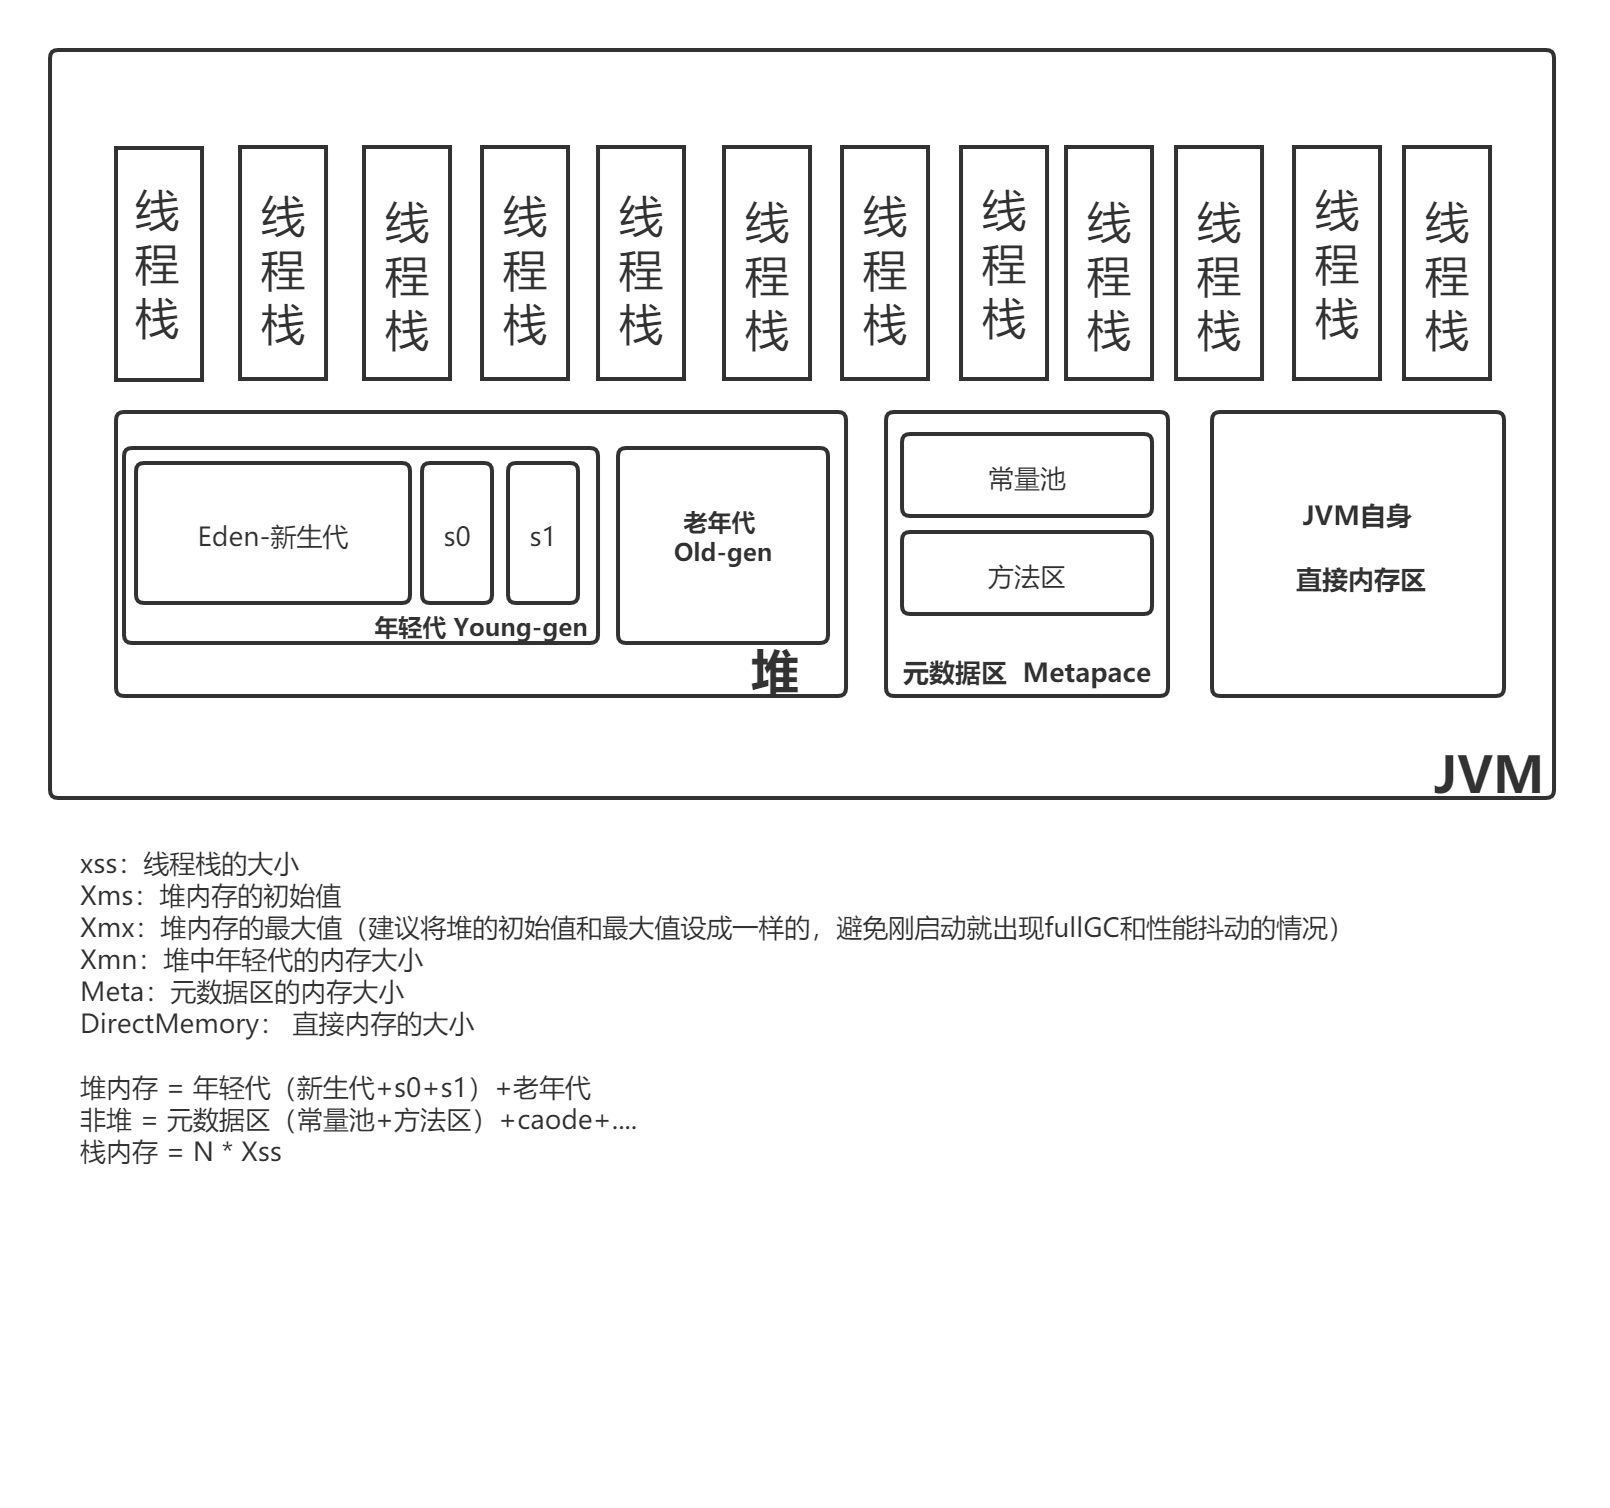 线程栈
线程栈
线程栈
线程栈
线程栈
线程栈
线程栈
线程栈
线程栈
线程栈
线程栈
线程栈
Eden-新生代
s0
s1
年轻代 Young-gen
老年代
Old-gen
堆
常量池
方法区
元数据区 Metapace
JVM自身
直接内存区
JVM
xss：线程栈的大小
Xms：堆内存的初始值
Xmx：堆内存的最大值（建议将堆的初始值和最大值设成一样的，避免刚启动就出现fullGC和性能抖动的情况）
Xmn：堆中年轻代的内存大小
Meta：元数据区的内存大小
DirectMemory： 直接内存的大小
堆内存 = 年轻代（新生代+s0+s1）+老年代
非堆 = 元数据区（常量池+方法区）+caode+....
栈内存 = N * Xss